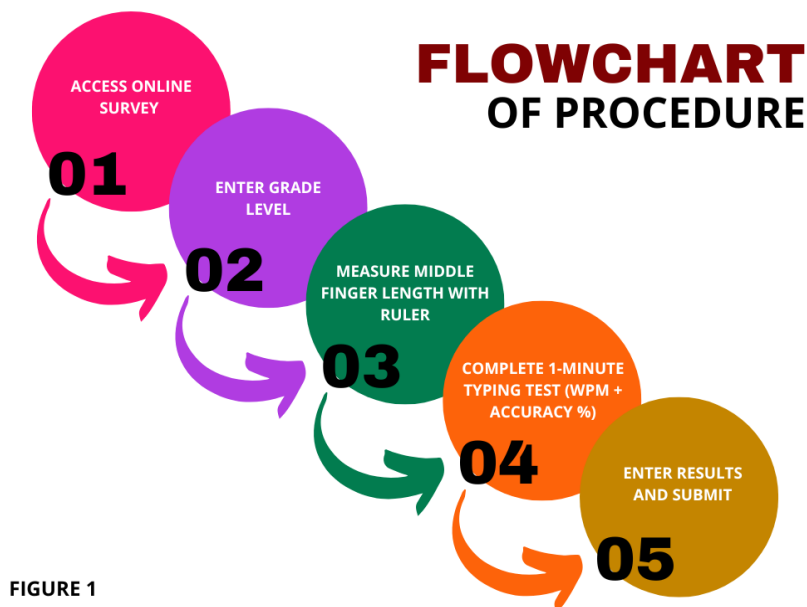 FLOWCHART
OF PROCEDURE
ACCESS ONLINE
SURVEY
01
ENTER GRADE
LEVEL
02
MEASURE MIDDLE
FINGER LENGTH WITH
RULER
03
COMPLETE 1-MINUTE
TYPING TEST (WPM +
ACCURACY %)
04
ENTER RESULTS
AND SUBMIT
05
FIGURE 1